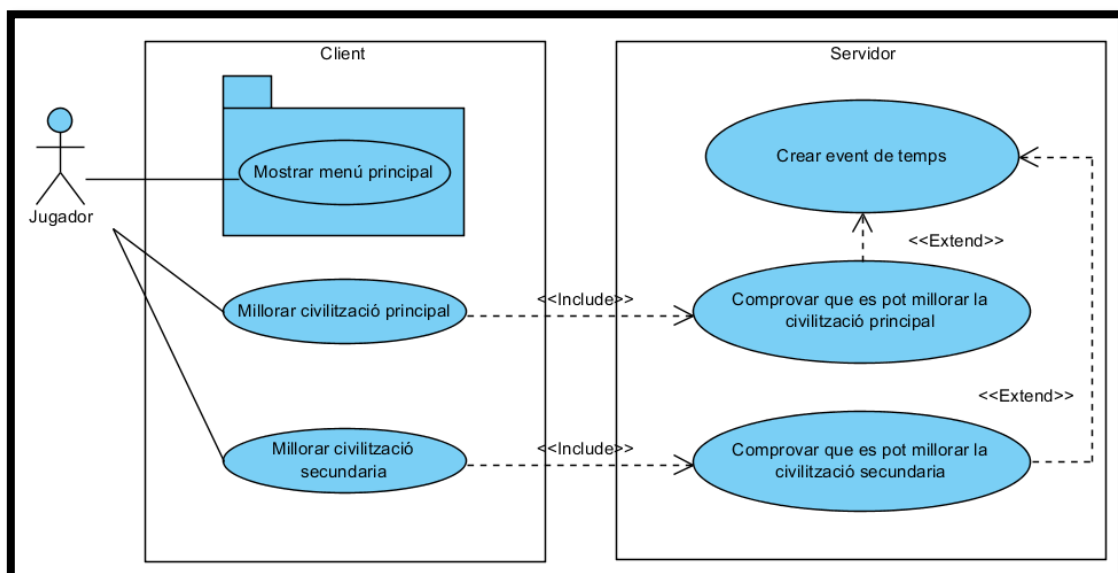 Client
Servidor
Jugador
Mostrar menú principal
Crear event de temps
<<Extend>>
Millorar civilització principal
<<Include>>
Comprovar que es pot millorar la
civilització principal
<<Extend>>
Millorar civilització
secundaria
<<Include>>
Comprovar que es pot millorar la
civilització secundaria